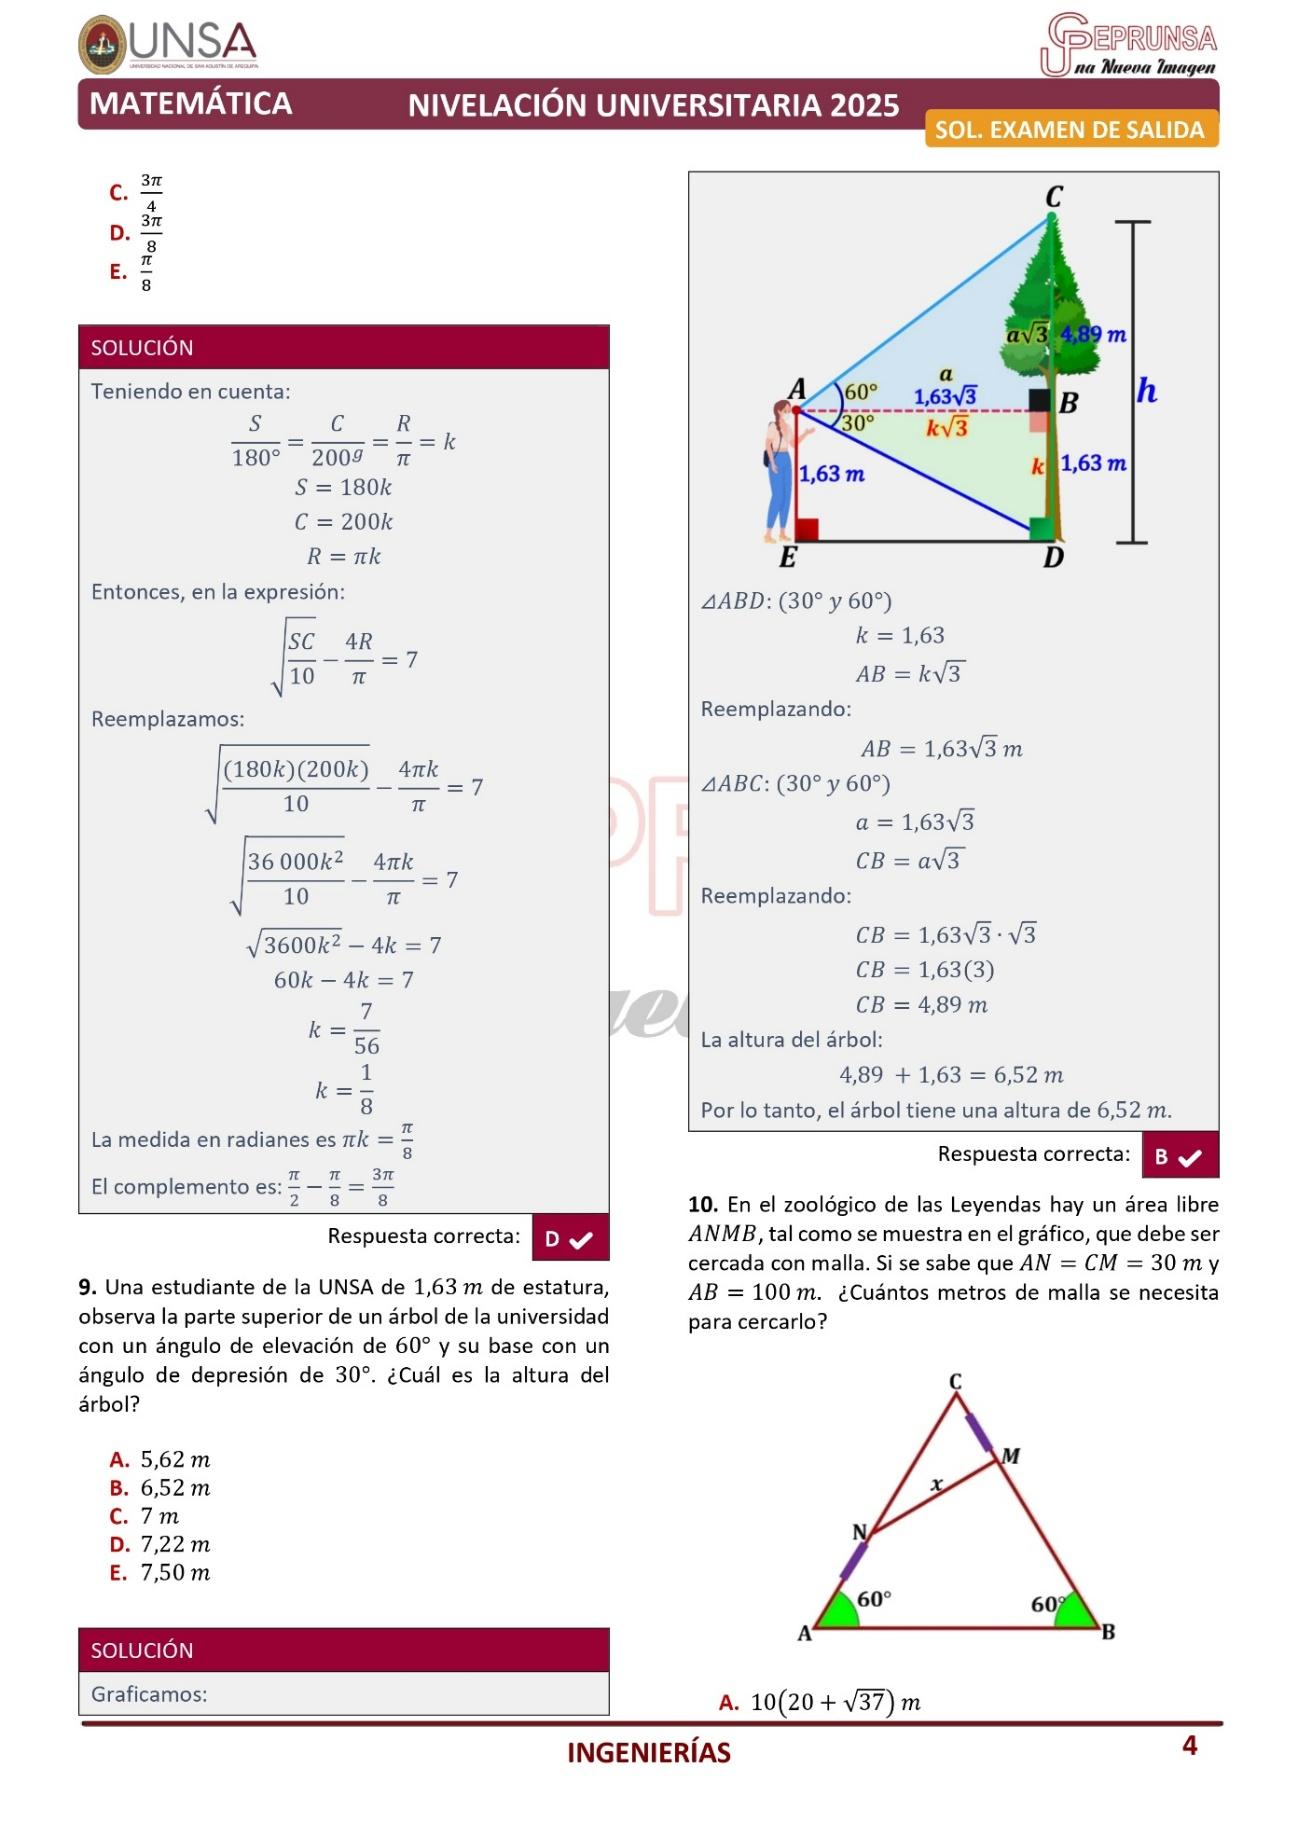 UNSA
UNIVERSIDAD NACIONAL DE SAN AGUSTÍN DE AREQUIPA
CEPRUNSA
Una Nueva Imagen
MATEMÁTICA
NIVELACIÓN UNIVERSITARIA 2025
SOL. EXAMEN DE SALIDA
C. 3π/4
D. 3π/8
E. π/8
SOLUCIÓN
Teniendo en cuenta:
S/180° = C/200^g = R/π = k
S = 180k
C = 200k
R = πk
Entonces, en la expresión:
√(SC/10) − 4R/π = 7
Reemplazamos:
√((180k)(200k)/10) − 4πk/π = 7
√(36 000k²/10) − 4πk/π = 7
√(3600k²) − 4k = 7
60k − 4k = 7
k = 7/56
k = 1/8
La medida en radianes es πk = π/8
El complemento es: π/2 − π/8 = 3π/8
Respuesta correcta: D ✓
9. Una estudiante de la UNSA de 1,63 m de estatura,
observa la parte superior de un árbol de la universidad
con un ángulo de elevación de 60° y su base con un
ángulo de depresión de 30°. ¿Cuál es la altura del
árbol?
A. 5,62 m
B. 6,52 m
C. 7 m
D. 7,22 m
E. 7,50 m
SOLUCIÓN
Graficamos:
C
a√3 4,89 m
A
60°
a
1,63√3
B
h
30°
k√3
1,63 m
k 1,63 m
E
D
⊿ABD: (30° y 60°)
k = 1,63
AB = k√3
Reemplazando:
AB = 1,63√3 m
⊿ABC: (30° y 60°)
a = 1,63√3
CB = a√3
Reemplazando:
CB = 1,63√3 · √3
CB = 1,63(3)
CB = 4,89 m
La altura del árbol:
4,89 + 1,63 = 6,52 m
Por lo tanto, el árbol tiene una altura de 6,52 m.
Respuesta correcta: B ✓
10. En el zoológico de las Leyendas hay un área libre
ANMB, tal como se muestra en el gráfico, que debe ser
cercada con malla. Si se sabe que AN = CM = 30 m y
AB = 100 m. ¿Cuántos metros de malla se necesita
para cercarlo?
C
M
x
N
60°
60°
A
B
A. 10(20 + √37) m
INGENIERÍAS
4